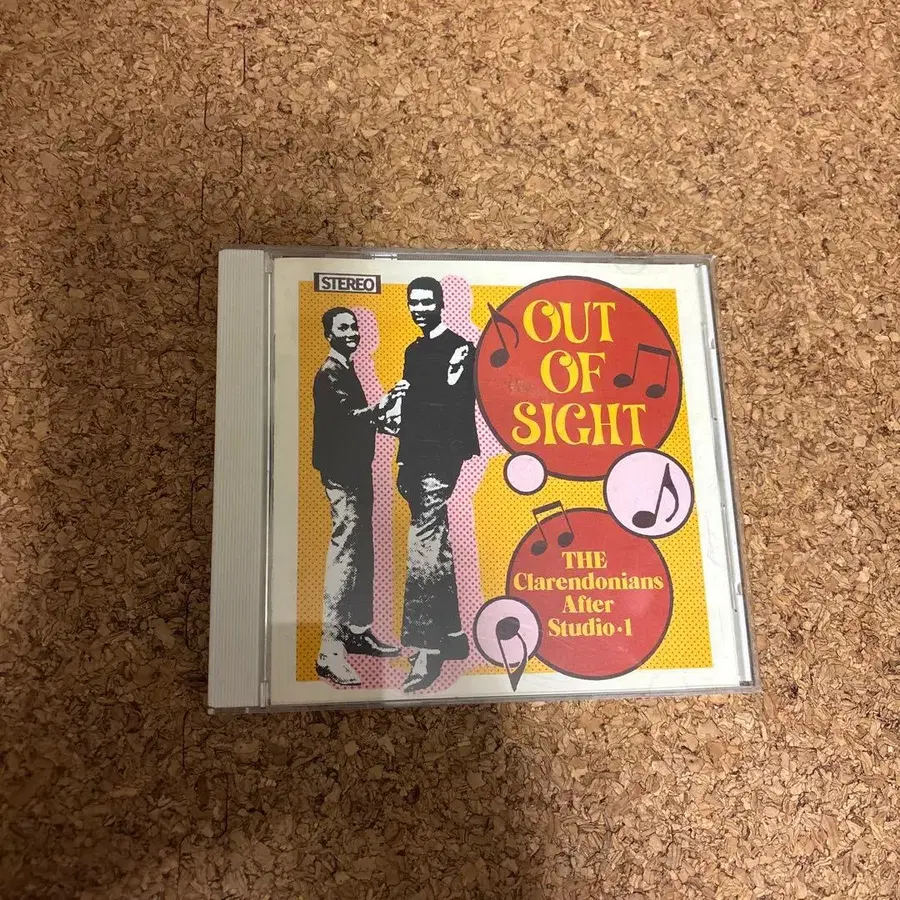 STEREO
OUT
OF
SIGHT
THE
Clarendonians
After
Studio·1